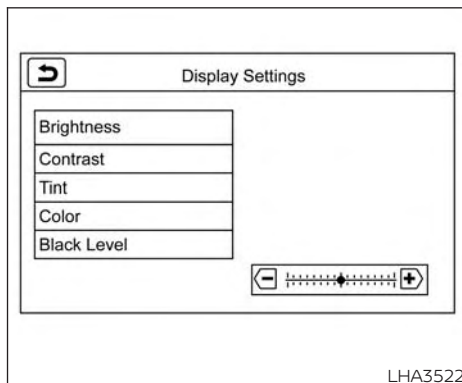 Display Settings
Brightness
Contrast
Tint
Color
Black Level
LHA3522